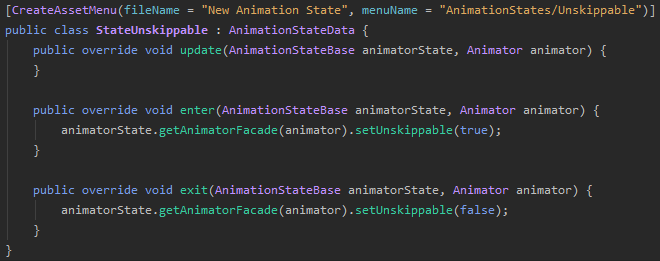 [CreateAssetMenu(fileName = "New Animation State", menuName = "AnimationStates/Unskippable")]
public class StateUnskippable : AnimationStateData {
    public override void update(AnimationStateBase animatorState, Animator animator) {
    }

    public override void enter(AnimationStateBase animatorState, Animator animator) {
        animatorState.getAnimatorFacade(animator).setUnskippable(true);
    }

    public override void exit(AnimationStateBase animatorState, Animator animator) {
        animatorState.getAnimatorFacade(animator).setUnskippable(false);
    }
}